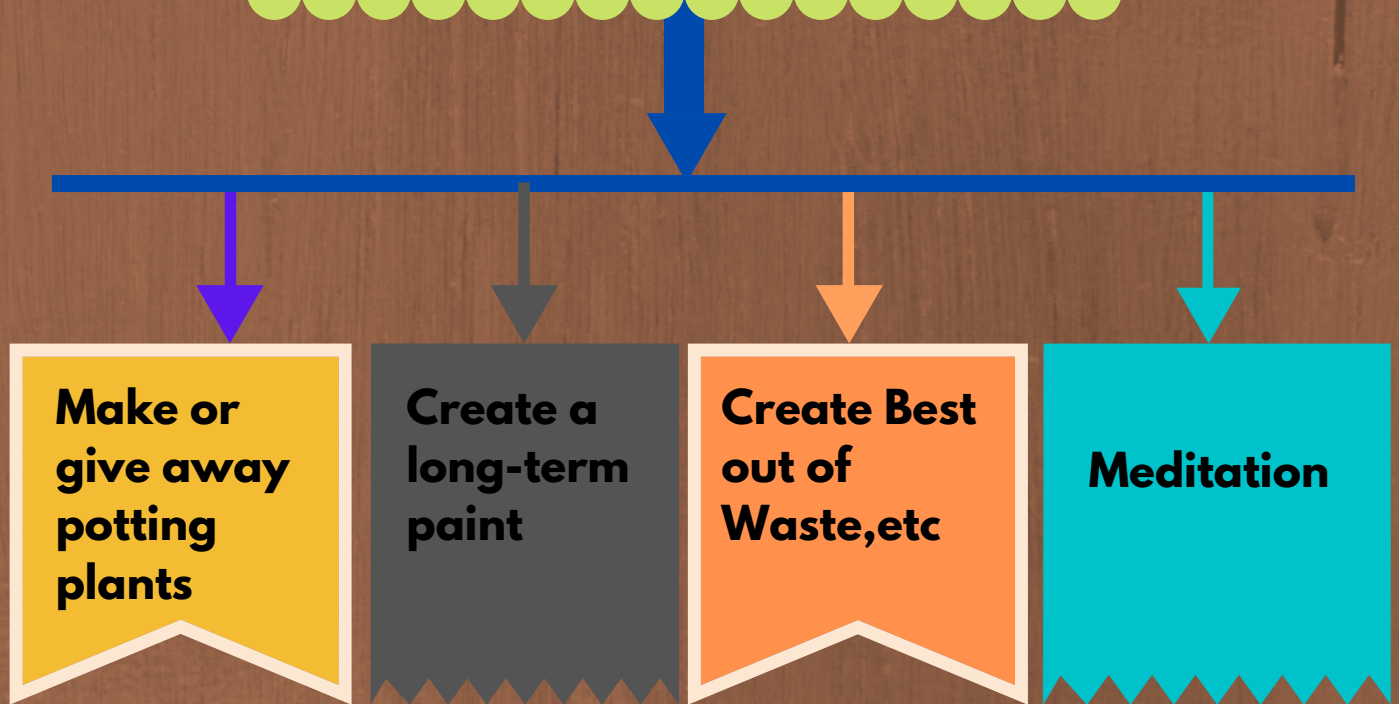 Make or
give away
potting
plants
Create a
long-term
paint
Create Best
out of
Waste,etc
Meditation